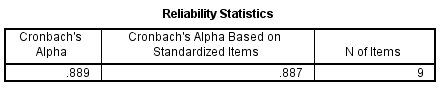 Reliability Statistics
Cronbach's
Alpha
Cronbach's Alpha Based on
Standardized Items
N of Items
.889
.887
9